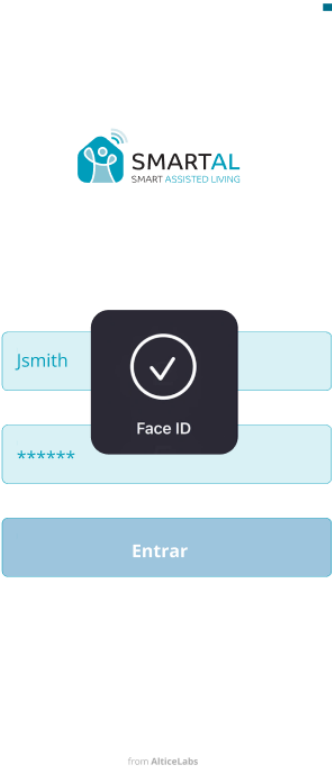 SMARTAL
SMART ASSISTED LIVING
Jsmith
Face ID
******
Entrar
from AlticeLabs